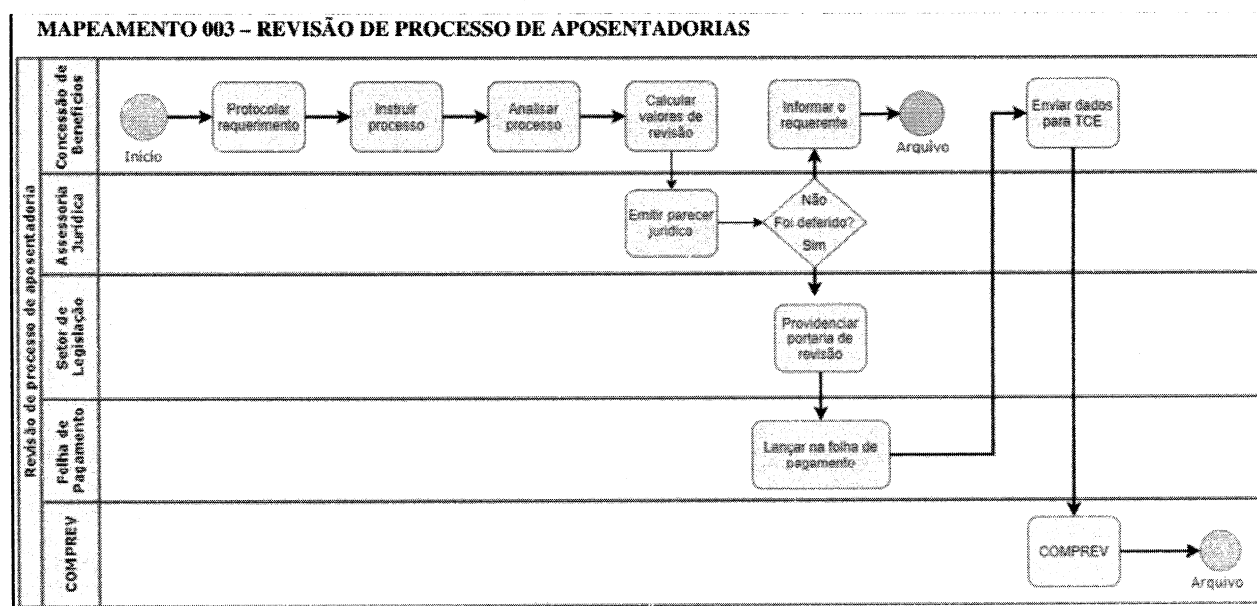 MAPEAMENTO 003 – REVISÃO DE PROCESSO DE APOSENTADORIAS
Revisão de processo de aposentadoria
Concessão de
Benefícios
Início
Protocolar
requerimento
Instruir
processo
Analisar
processo
Calcular
valores de
revisão
Informar o
requerente
Arquivo
Enviar dados
para TCE
Assessoria
Jurídica
Emitir parecer
jurídico
Não
Foi deferido?
Sim
Setor de
Legislação
Providenciar
portaria de
revisão
Folha de
Pagamento
Lançar na folha de
pagamento
COMPREV
COMPREV
Arquivo